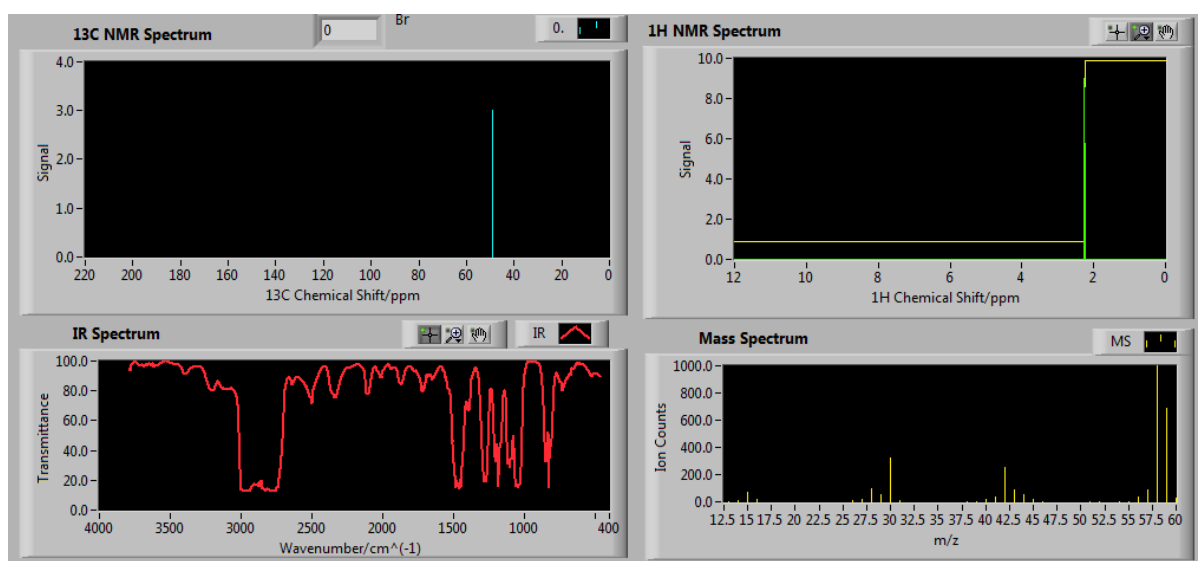 13C NMR Spectrum
0
Br
0.
4.0
3.0
2.0
1.0
0.0
Signal
220 200 180 160 140 120 100 80 60 40 20 0
13C Chemical Shift/ppm
1H NMR Spectrum
10.0
8.0
6.0
4.0
2.0
0.0
Signal
12 10 8 6 4 2 0
1H Chemical Shift/ppm
IR Spectrum
IR
100.0
80.0
60.0
40.0
20.0
0.0
Transmittance
4000 3500 3000 2500 2000 1500 1000 400
Wavenumber/cm^(-1)
Mass Spectrum
MS
1000.0
800.0
600.0
400.0
200.0
0.0
Ion Counts
12.5 15 17.5 20 22.5 25 27.5 30 32.5 35 37.5 40 42.5 45 47.5 50 52.5 55 57.5 60
m/z